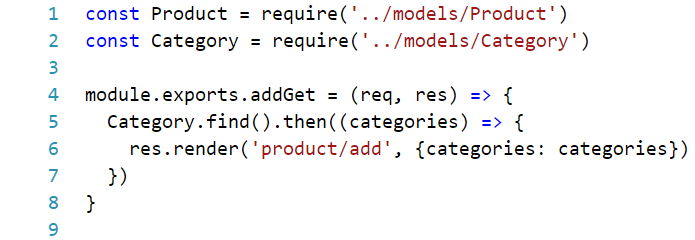 1 const Product = require('../models/Product')
2 const Category = require('../models/Category')
3
4 module.exports.addGet = (req, res) => {
5   Category.find().then((categories) => {
6     res.render('product/add', {categories: categories})
7   })
8 }
9